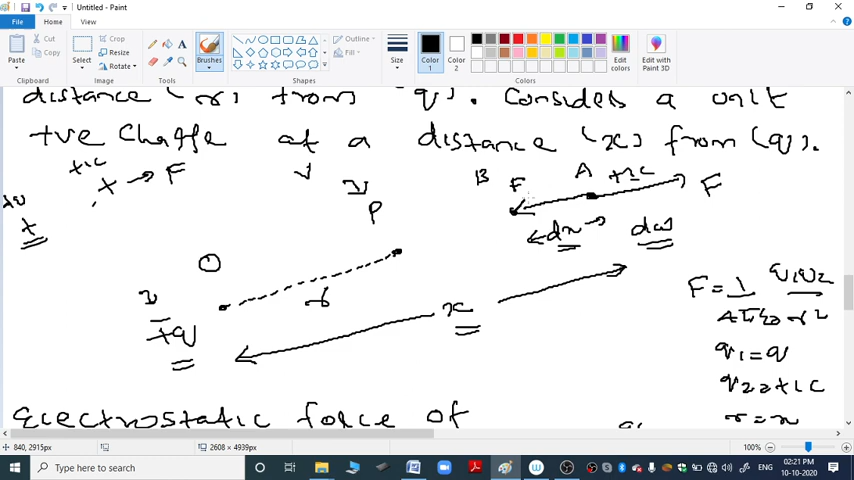 Untitled - Paint
File Home View
Paste Cut Copy Clipboard
Select Crop Resize Rotate Image
Tools
Brushes
Outline Fill Shapes
Size
Color 1 Color 2 Colors
Edit colors
Edit with Paint 3D
distance (r) from q). Consider a unit
+ve charge at a distance (x) from (q).
+1C
x → F
B F A +1C F
P
dx dw
O
r
x
+q
F = 1 q1q2
4πε0 r2
q1 = q
q2 = +1C
r = x
electrostatic force of
840, 2915px 2608 × 4939px 100%
Type here to search
ENG 02:21 PM 10-10-2020